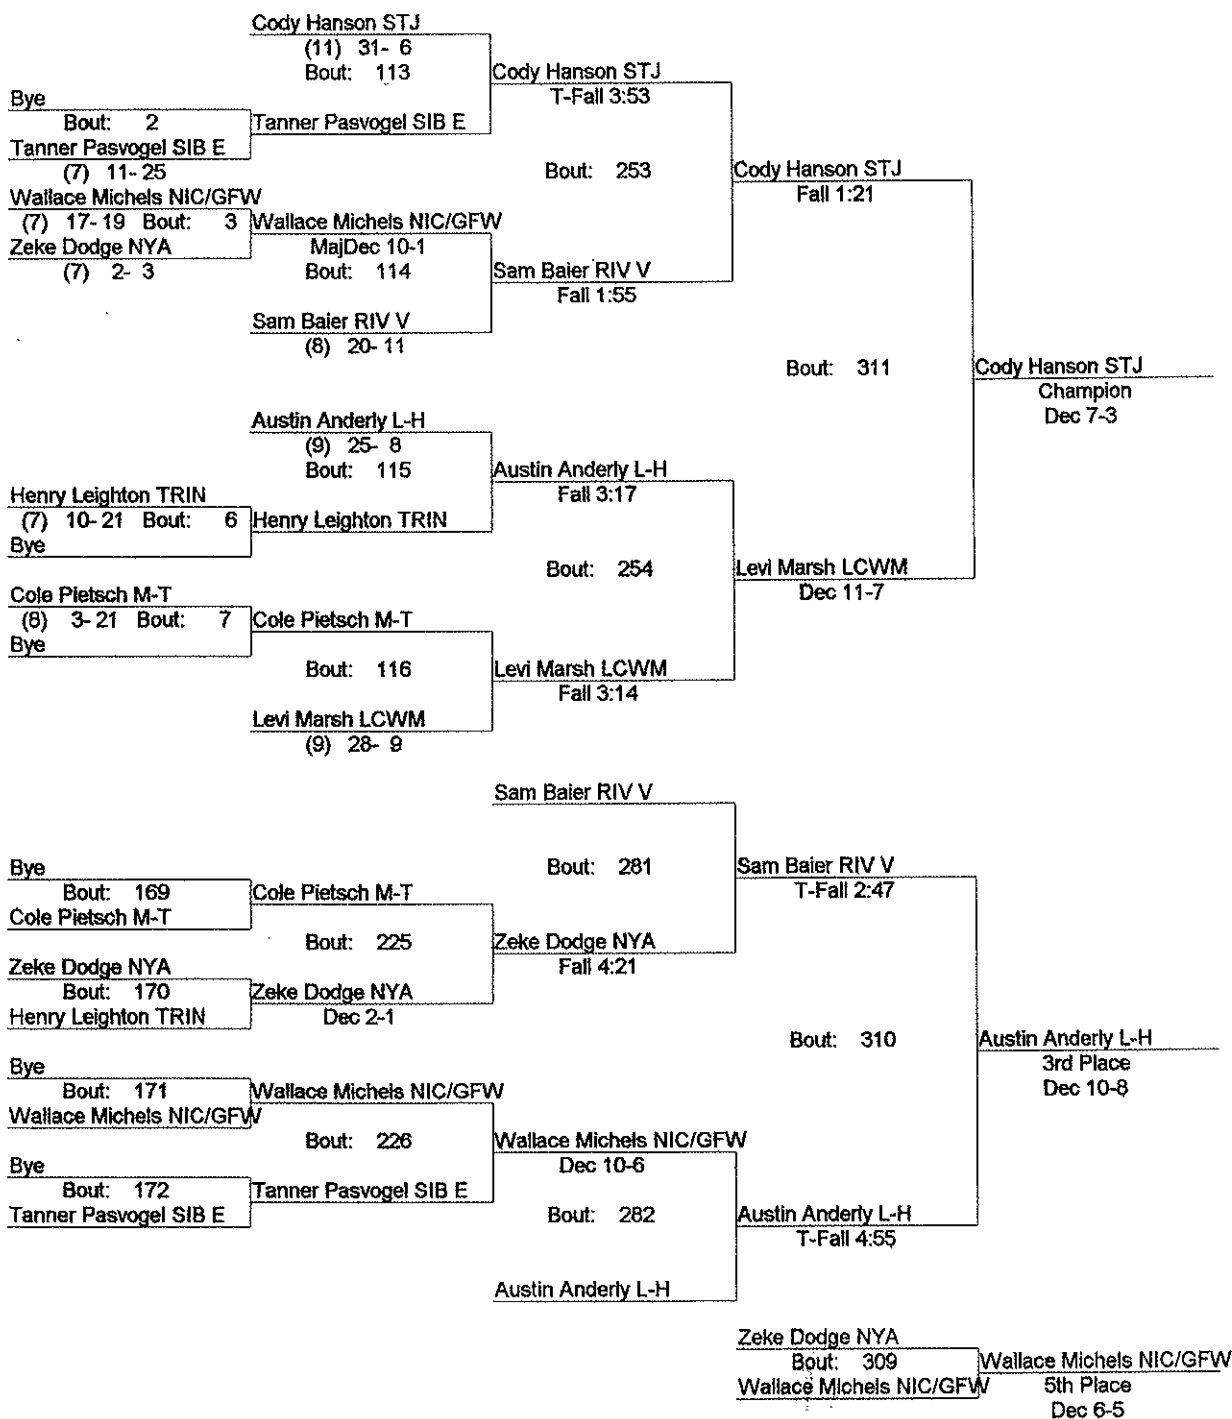 Cody Hanson STJ
(11) 31- 6
Bout: 113
Cody Hanson STJ
T-Fall 3:53
Bye
Bout: 2
Tanner Pasvogel SIB E
Tanner Pasvogel SIB E
(7) 11- 25
Bout: 253
Cody Hanson STJ
Fall 1:21
Wallace Michels NIC/GFW
(7) 17- 19 Bout: 3
Wallace Michels NIC/GFW
Zeke Dodge NYA
MajDec 10-1
(7) 2- 3
Bout: 114
Sam Baier RIV V
Fall 1:55
Sam Baier RIV V
(8) 20- 11
Bout: 311
Cody Hanson STJ
Champion
Dec 7-3
Austin Anderly L-H
(9) 25- 8
Bout: 115
Austin Anderly L-H
Fall 3:17
Henry Leighton TRIN
(7) 10- 21 Bout: 6
Henry Leighton TRIN
Bye
Bout: 254
Levi Marsh LCWM
Dec 11-7
Cole Pietsch M-T
(8) 3- 21 Bout: 7
Cole Pietsch M-T
Bye
Bout: 116
Levi Marsh LCWM
Fall 3:14
Levi Marsh LCWM
(9) 28- 9
Sam Baier RIV V
Bout: 281
Sam Baier RIV V
T-Fall 2:47
Bye
Bout: 169
Cole Pietsch M-T
Cole Pietsch M-T
Bout: 225
Zeke Dodge NYA
Fall 4:21
Zeke Dodge NYA
Bout: 170
Zeke Dodge NYA
Henry Leighton TRIN
Dec 2-1
Bout: 310
Austin Anderly L-H
3rd Place
Dec 10-8
Bye
Bout: 171
Wallace Michels NIC/GFW
Wallace Michels NIC/GFW
Bout: 226
Wallace Michels NIC/GFW
Dec 10-6
Bye
Bout: 172
Tanner Pasvogel SIB E
Tanner Pasvogel SIB E
Bout: 282
Austin Anderly L-H
T-Fall 4:55
Austin Anderly L-H
Zeke Dodge NYA
Bout: 309
Wallace Michels NIC/GFW
Wallace Michels NIC/GFW
5th Place
Dec 6-5